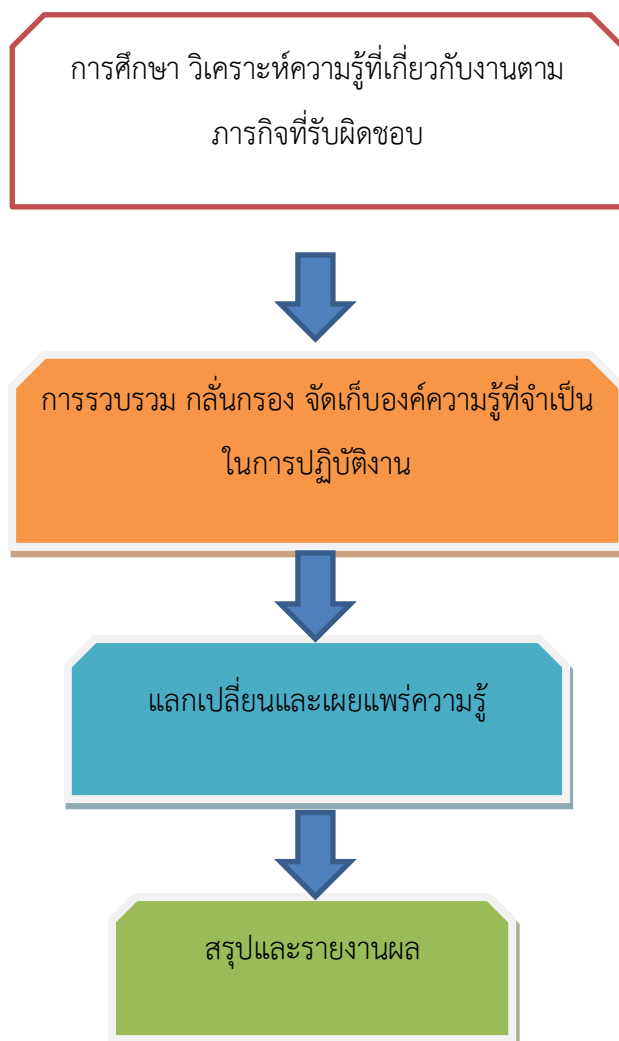 การศึกษา วิเคราะห์ความรู้ที่เกี่ยวกับงานตาม
ภารกิจที่รับผิดชอบ
การรวบรวม กลั่นกรอง จัดเก็บองค์ความรู้ที่จำเป็น
ในการปฏิบัติงาน
แลกเปลี่ยนและเผยแพร่ความรู้
สรุปและรายงานผล